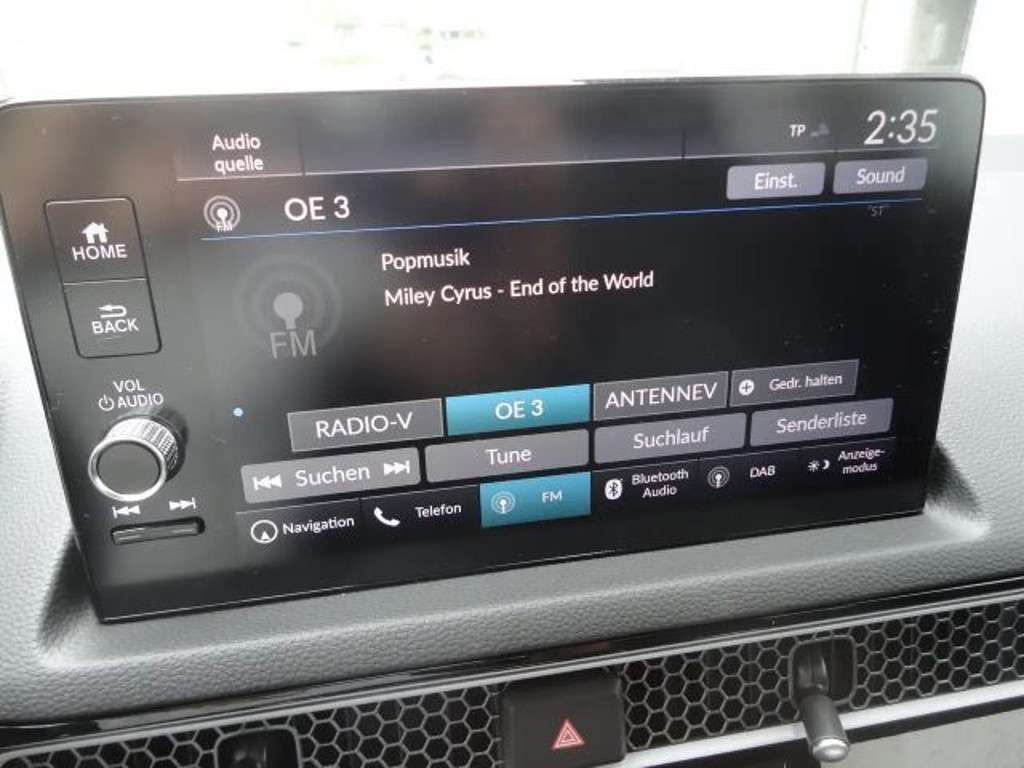 Audio
quelle
TP
2:35
Einst.
Sound
FM
OE 3
"ST"
HOME
BACK
Popmusik
Miley Cyrus - End of the World
FM
VOL
AUDIO
RADIO-V
OE 3
ANTENNEV
Gedr. halten
Suchen
Tune
Suchlauf
Senderliste
Navigation
Telefon
FM
Bluetooth
Audio
DAB
Anzeige-
modus